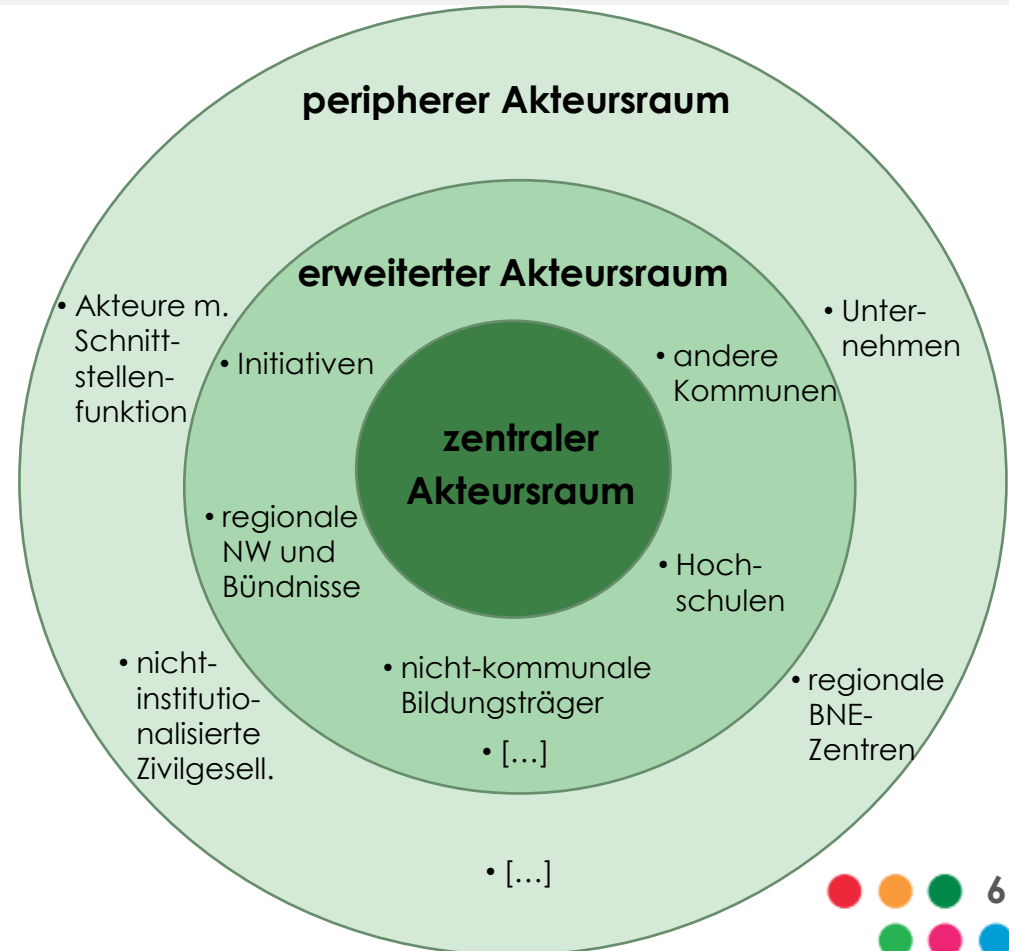 peripherer Akteursraum
erweiterter Akteursraum
• Akteure m.
Schnitt-
stellen-
funktion
• Initiativen
• andere
Kommunen
• Unter-
nehmen
zentraler
Akteursraum
• regionale
NW und
Bündnisse
• Hoch-
schulen
• nicht-
institutio-
nalisierte
Zivilgesell.
• nicht-kommunale
Bildungsträger
• […]
• regionale
BNE-
Zentren
• […]
6